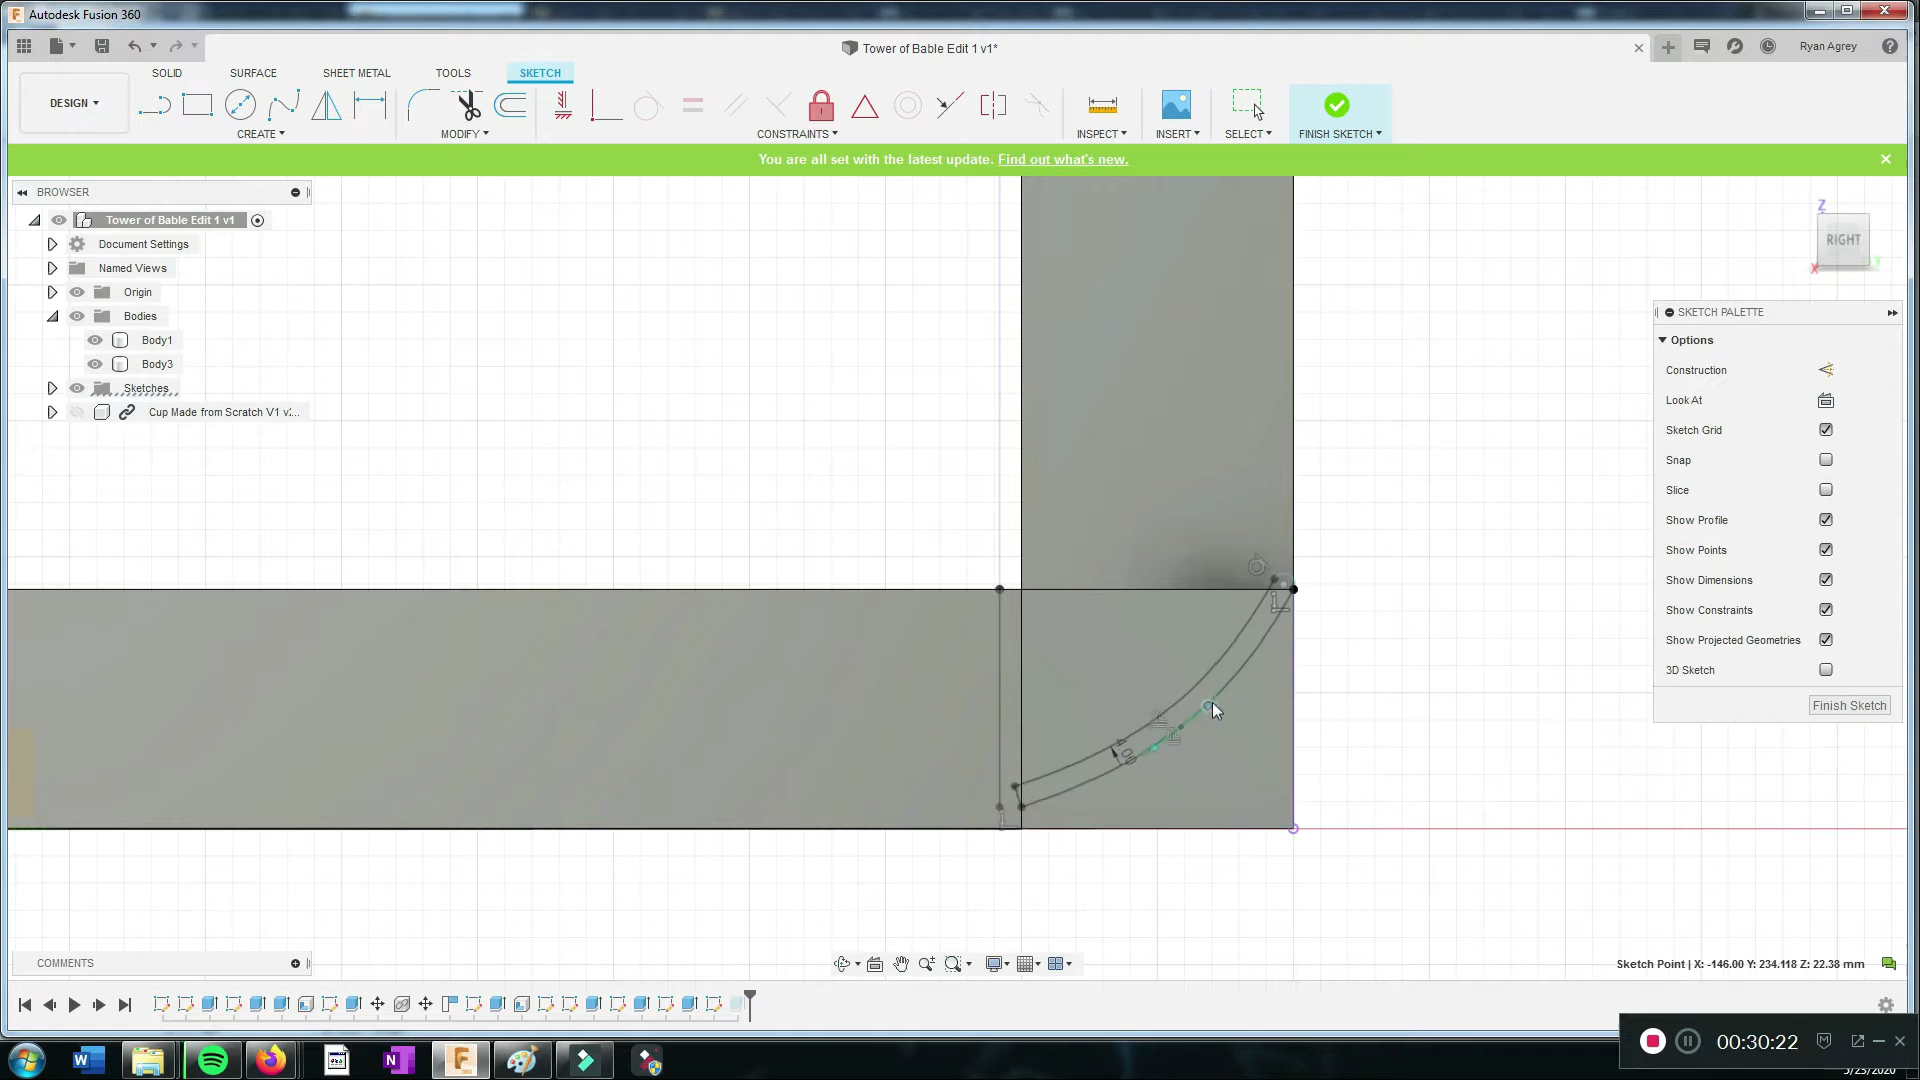 Autodesk Fusion 360
Tower of Bable Edit 1 v1*
Ryan Agrey
SOLID
SURFACE
SHEET METAL
TOOLS
SKETCH
DESIGN
CREATE
MODIFY
CONSTRAINTS
INSPECT
INSERT
SELECT
FINISH SKETCH
You are all set with the latest update. Find out what's new.
BROWSER
Tower of Bable Edit 1 v1
Document Settings
Named Views
Origin
Bodies
Body1
Body3
Sketches
Cup Made from Scratch V1 v...
Z
RIGHT
X
Y
SKETCH PALETTE
Options
Construction
Look At
Sketch Grid
Snap
Slice
Show Profile
Show Points
Show Dimensions
Show Constraints
Show Projected Geometries
3D Sketch
Finish Sketch
COMMENTS
Sketch Point | X: -146.00 Y: 234.118 Z: 22.38 mm
00:30:22
5/23/2020